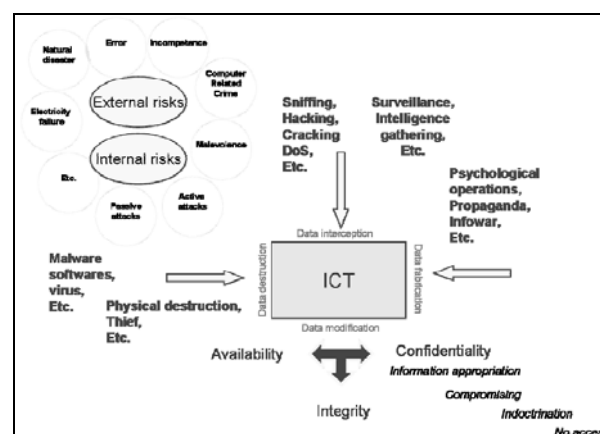 Error
Incompetence
Natural
disaster
Computer
Related
Crime
External risks
Electricity
failure
Internal risks
Malevolence
Etc.
Passive
attacks
Active
attacks
Sniffing,
Hacking,
Cracking
DoS,
Etc.
Surveillance,
Intelligence
gathering,
Etc.
Psychological
operations,
Propaganda,
Infowar,
Etc.
Malware
softwares,
virus,
Etc.
Physical destruction,
Thief,
Etc.
Data interception
Data destruction
ICT
Data fabrication
Data modification
Availability
Confidentiality
Integrity
Information appropriation
Compromising
Indoctrination
No acces